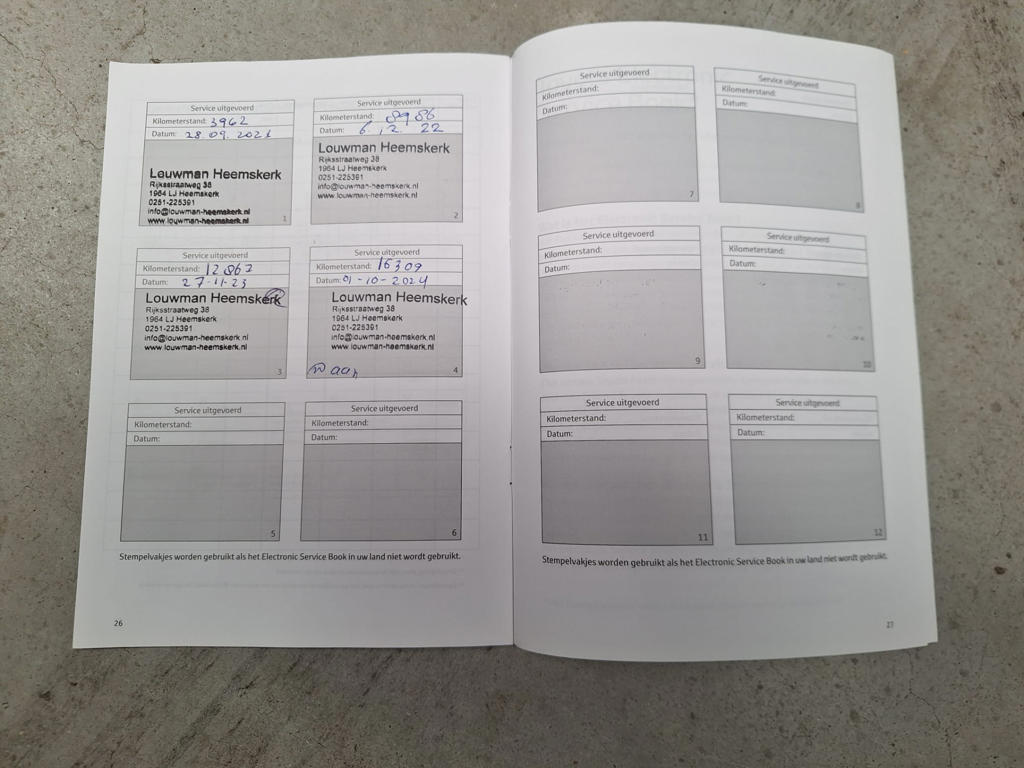 Service uitgevoerd
Kilometerstand: 3962
Datum: 28.09.2021
Louwman Heemskerk
Rijksstraatweg 38
1964 LJ Heemskerk
0251-225391
info@louwman-heemskerk.nl
www.louwman-heemskerk.nl
1
Service uitgevoerd
Kilometerstand: 8986
Datum: 6.12.22
Louwman Heemskerk
Rijksstraatweg 38
1964 LJ Heemskerk
0251-225391
info@louwman-heemskerk.nl
www.louwman-heemskerk.nl
2
Service uitgevoerd
Kilometerstand: 12862
Datum: 27-11-23
Louwman Heemskerk
Rijksstraatweg 38
1964 LJ Heemskerk
0251-225391
info@louwman-heemskerk.nl
www.louwman-heemskerk.nl
3
Service uitgevoerd
Kilometerstand: 16309
Datum: 01-10-2024
Louwman Heemskerk
Rijksstraatweg 38
1964 LJ Heemskerk
0251-225391
info@louwman-heemskerk.nl
www.louwman-heemskerk.nl
4
Service uitgevoerd
Kilometerstand:
Datum:
5
Service uitgevoerd
Kilometerstand:
Datum:
6
Stempelvakjes worden gebruikt als het Electronic Service Book in uw land niet wordt gebruikt.
26
Service uitgevoerd
Kilometerstand:
Datum:
7
Service uitgevoerd
Kilometerstand:
Datum:
8
Service uitgevoerd
Kilometerstand:
Datum:
9
Service uitgevoerd
Kilometerstand:
Datum:
10
Service uitgevoerd
Kilometerstand:
Datum:
11
Service uitgevoerd
Kilometerstand:
Datum:
12
Stempelvakjes worden gebruikt als het Electronic Service Book in uw land niet wordt gebruikt.
27